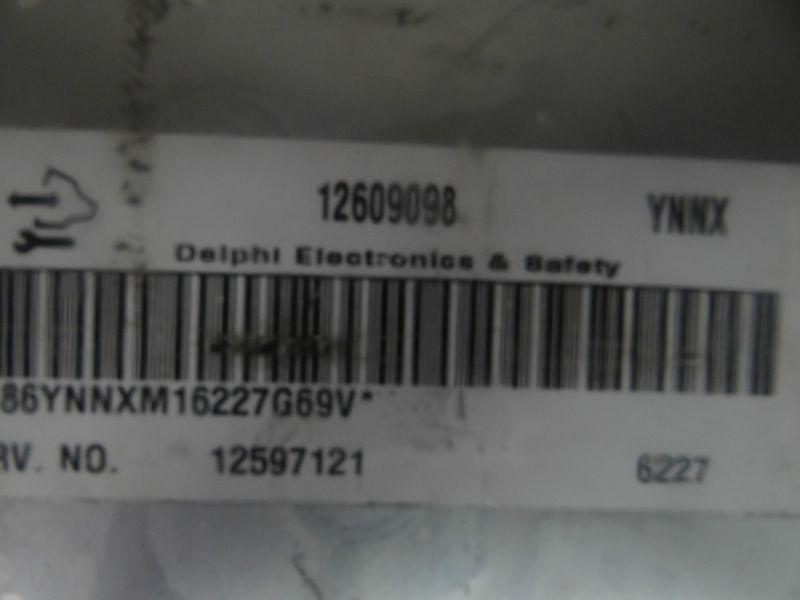 12609098 YNNX
Delphi Electronics & Safety
86YNNXM16227G69V*
RV. NO. 12597121 6227